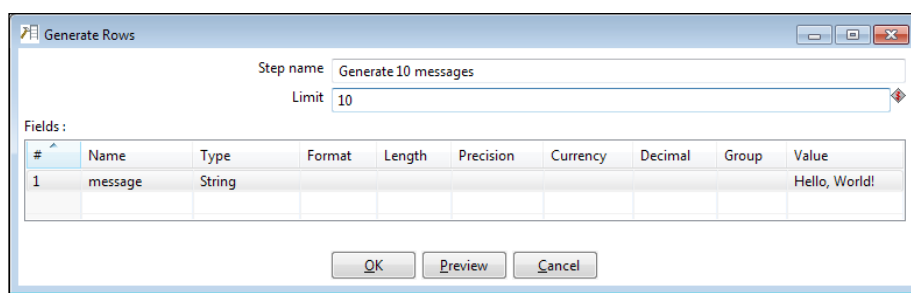 Generate Rows
Step name Generate 10 messages
Limit 10
Fields :
# Name Type Format Length Precision Currency Decimal Group Value
1 message String Hello, World!
OK Preview Cancel